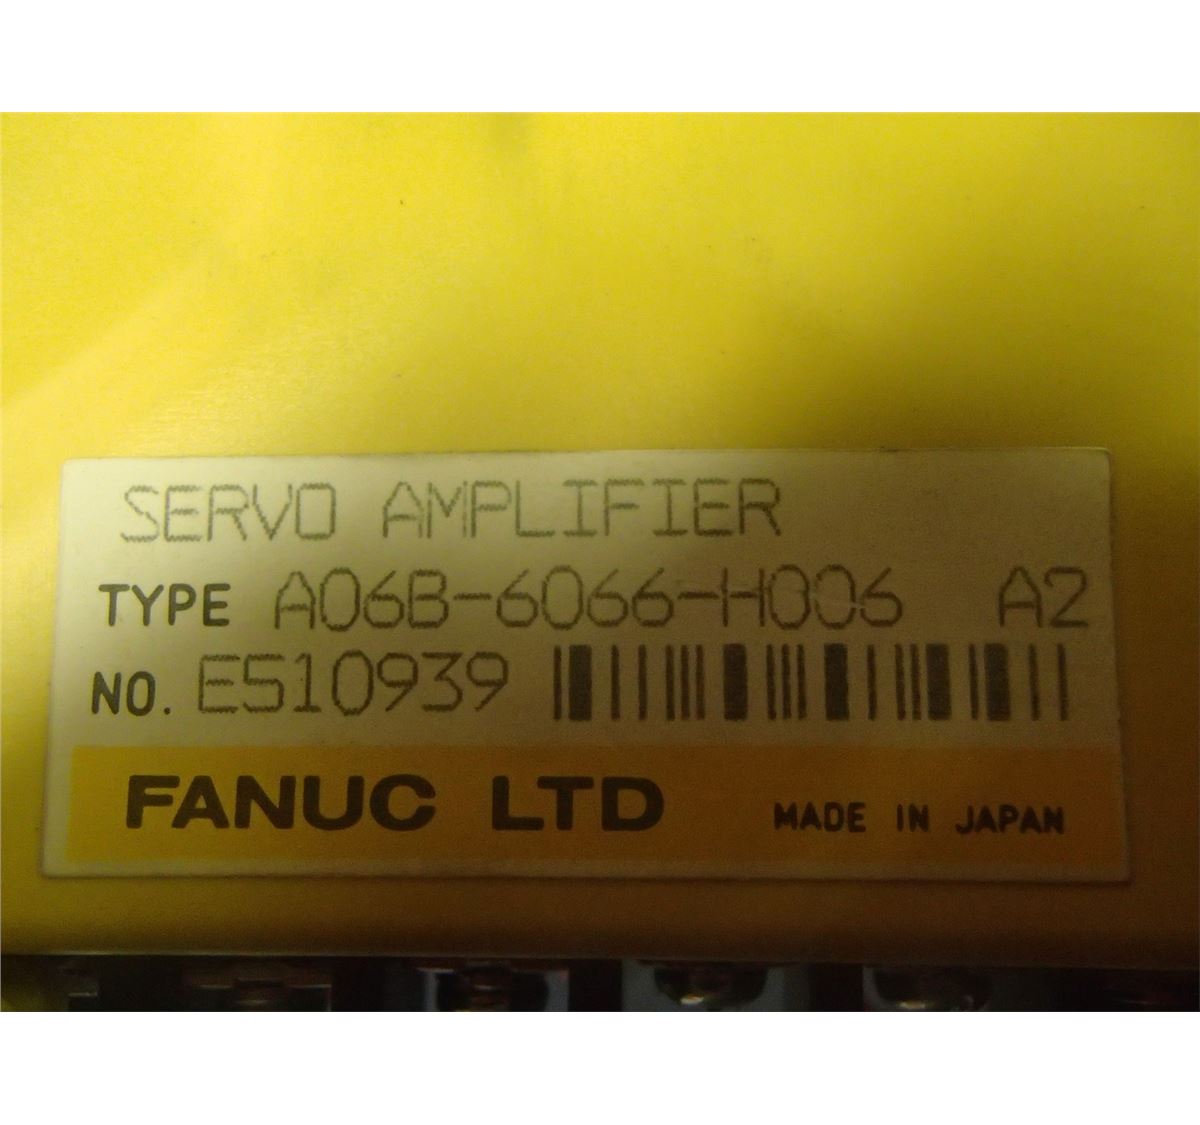 SERVO AMPLIFIER
TYPE A06B-6066-H006 A2
NO. E510939
FANUC LTD MADE IN JAPAN